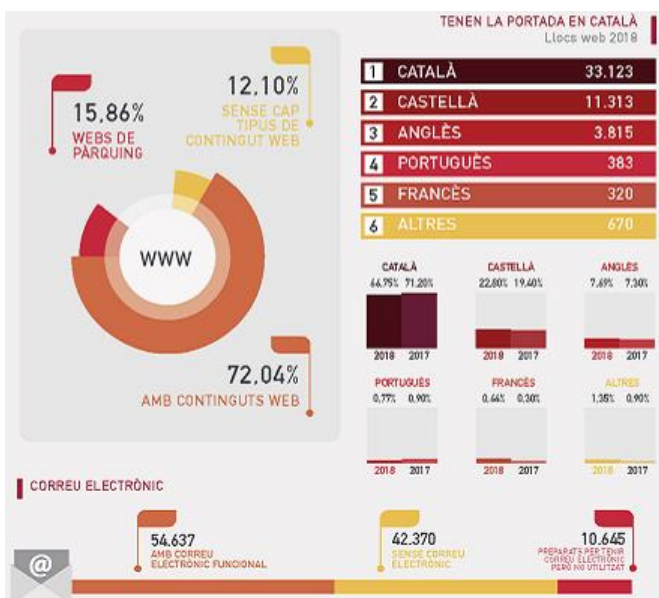 TENEN LA PORTADA EN CATALÀ
Llocs web 2018
15,86%
WEBS DE
PÀRQUING
12,10%
SENSE CAP
TIPUS DE
CONTINGUT WEB
WWW
72,04%
AMB CONTINGUTS WEB
1 CATALÀ 33.123
2 CASTELLÀ 11.313
3 ANGLÈS 3.815
4 PORTUGUÈS 383
5 FRANCÈS 320
6 ALTRES 670
CATALÀ
66,75% 71,20%
2018 2017
CASTELLÀ
22,80% 19,40%
2018 2017
ANGLÈS
7,69% 7,30%
2018 2017
PORTUGUÈS
0,77% 0,90%
2018 2017
FRANCÈS
0,64% 0,30%
2018 2017
ALTRES
1,35% 0,90%
2018 2017
CORREU ELECTRÒNIC
@
54.637
AMB CORREU
ELECTRÒNIC FUNCIONAL
42.370
SENSE CORREU
ELECTRÒNIC
10.645
PREPARATS PER TENIR
CORREU ELECTRÒNIC
PERÒ NO UTILITZAT